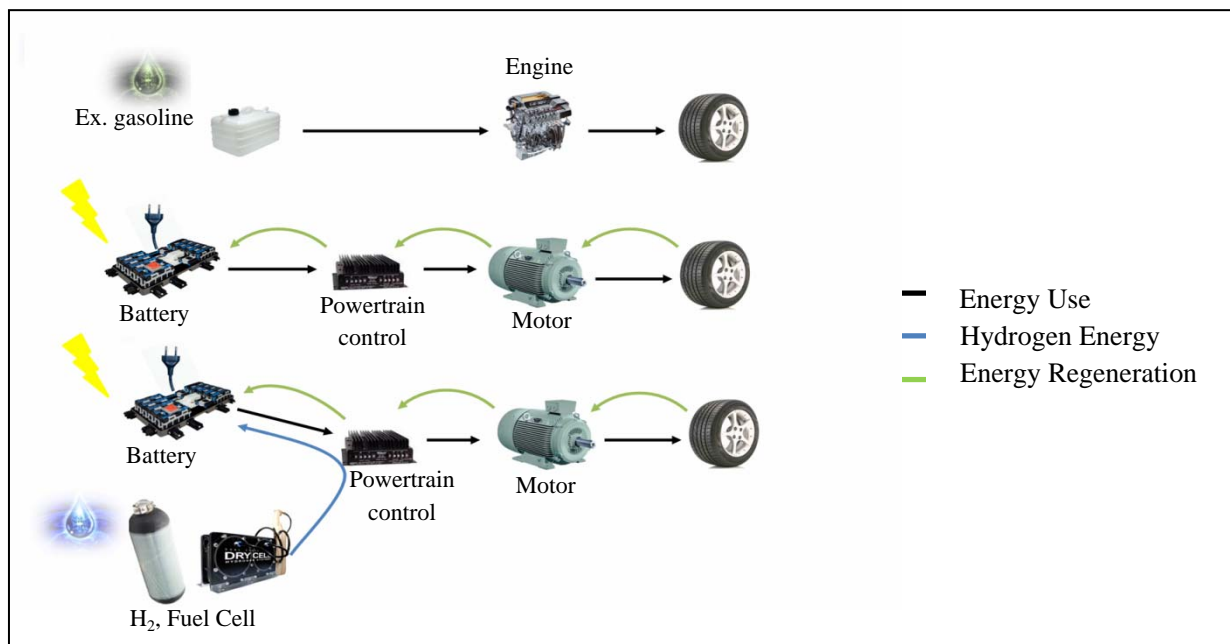 Engine
Ex. gasoline
Battery
Powertrain
control
Motor
Energy Use
Hydrogen Energy
Energy Regeneration
Battery
Powertrain
control
Motor
DRY CELL
H₂, Fuel Cell